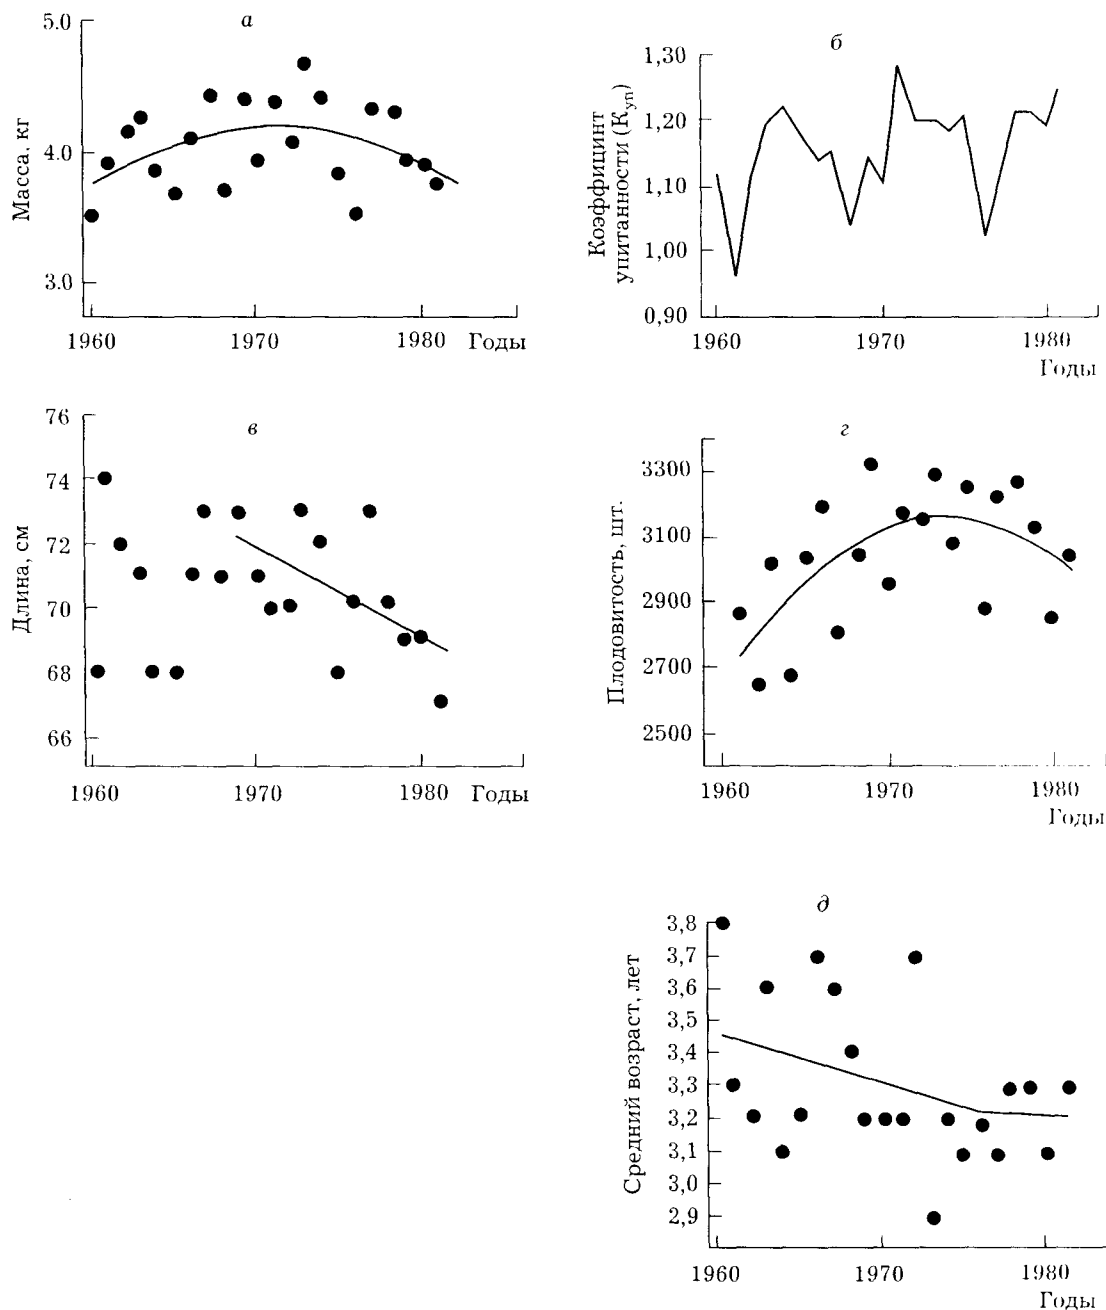 а
5.0
4.0
3.0
Масса, кг
1960 1970 1980 Годы
б
1,30
1,20
1,10
1,00
0,90
Коэффицинт
упитанности (Kуп)
1960 1970 1980
Годы
в
76
74
72
70
68
66
Длина, см
1960 1970 1980 Годы
г
3300
3100
2900
2700
2500
Плодовитость, шт.
1960 1970 1980
Годы
д
3,8
3,7
3,6
3,5
3,4
3,3
3,2
3,1
3,0
2,9
Средний возраст, лет
1960 1970 1980
Годы